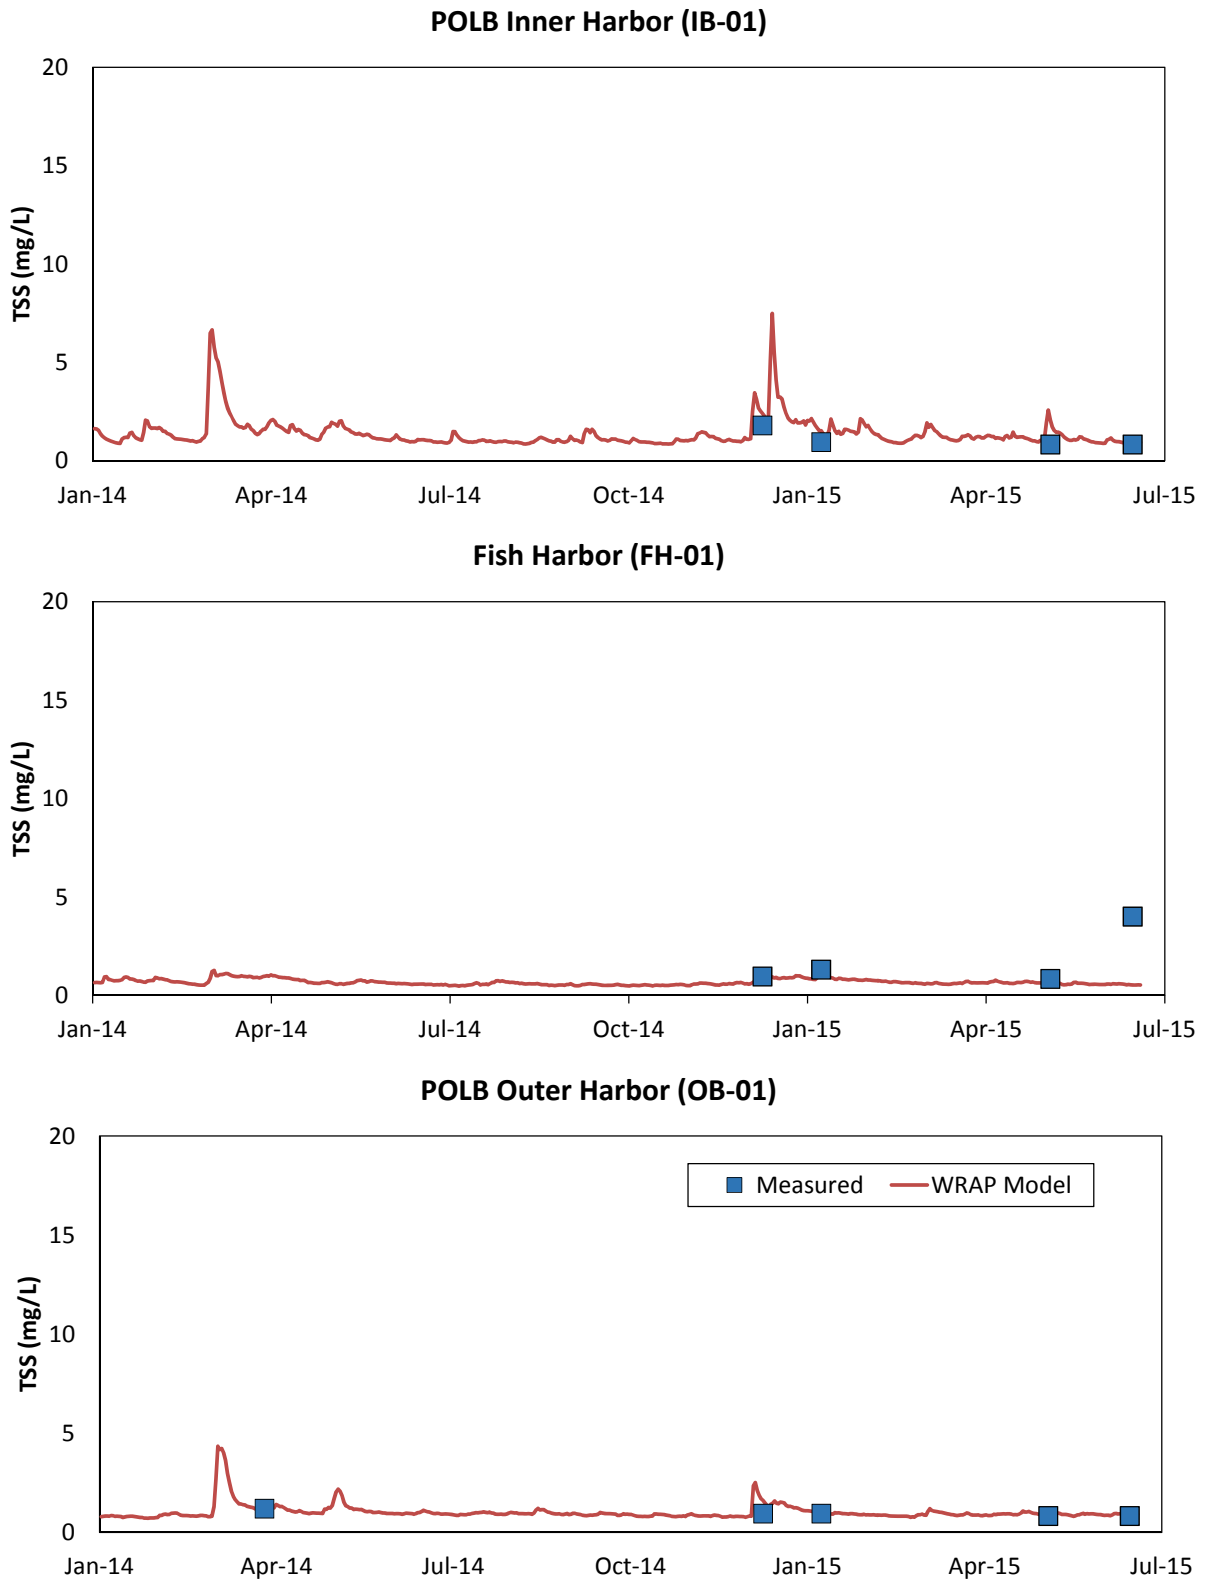 POLB Inner Harbor (IB-01)
20
15
10
5
0
TSS (mg/L)
Jan-14 Apr-14 Jul-14 Oct-14 Jan-15 Apr-15 Jul-15
Fish Harbor (FH-01)
20
15
10
5
0
TSS (mg/L)
Jan-14 Apr-14 Jul-14 Oct-14 Jan-15 Apr-15 Jul-15
POLB Outer Harbor (OB-01)
20
15
10
5
0
TSS (mg/L)
Measured WRAP Model
Jan-14 Apr-14 Jul-14 Oct-14 Jan-15 Apr-15 Jul-15